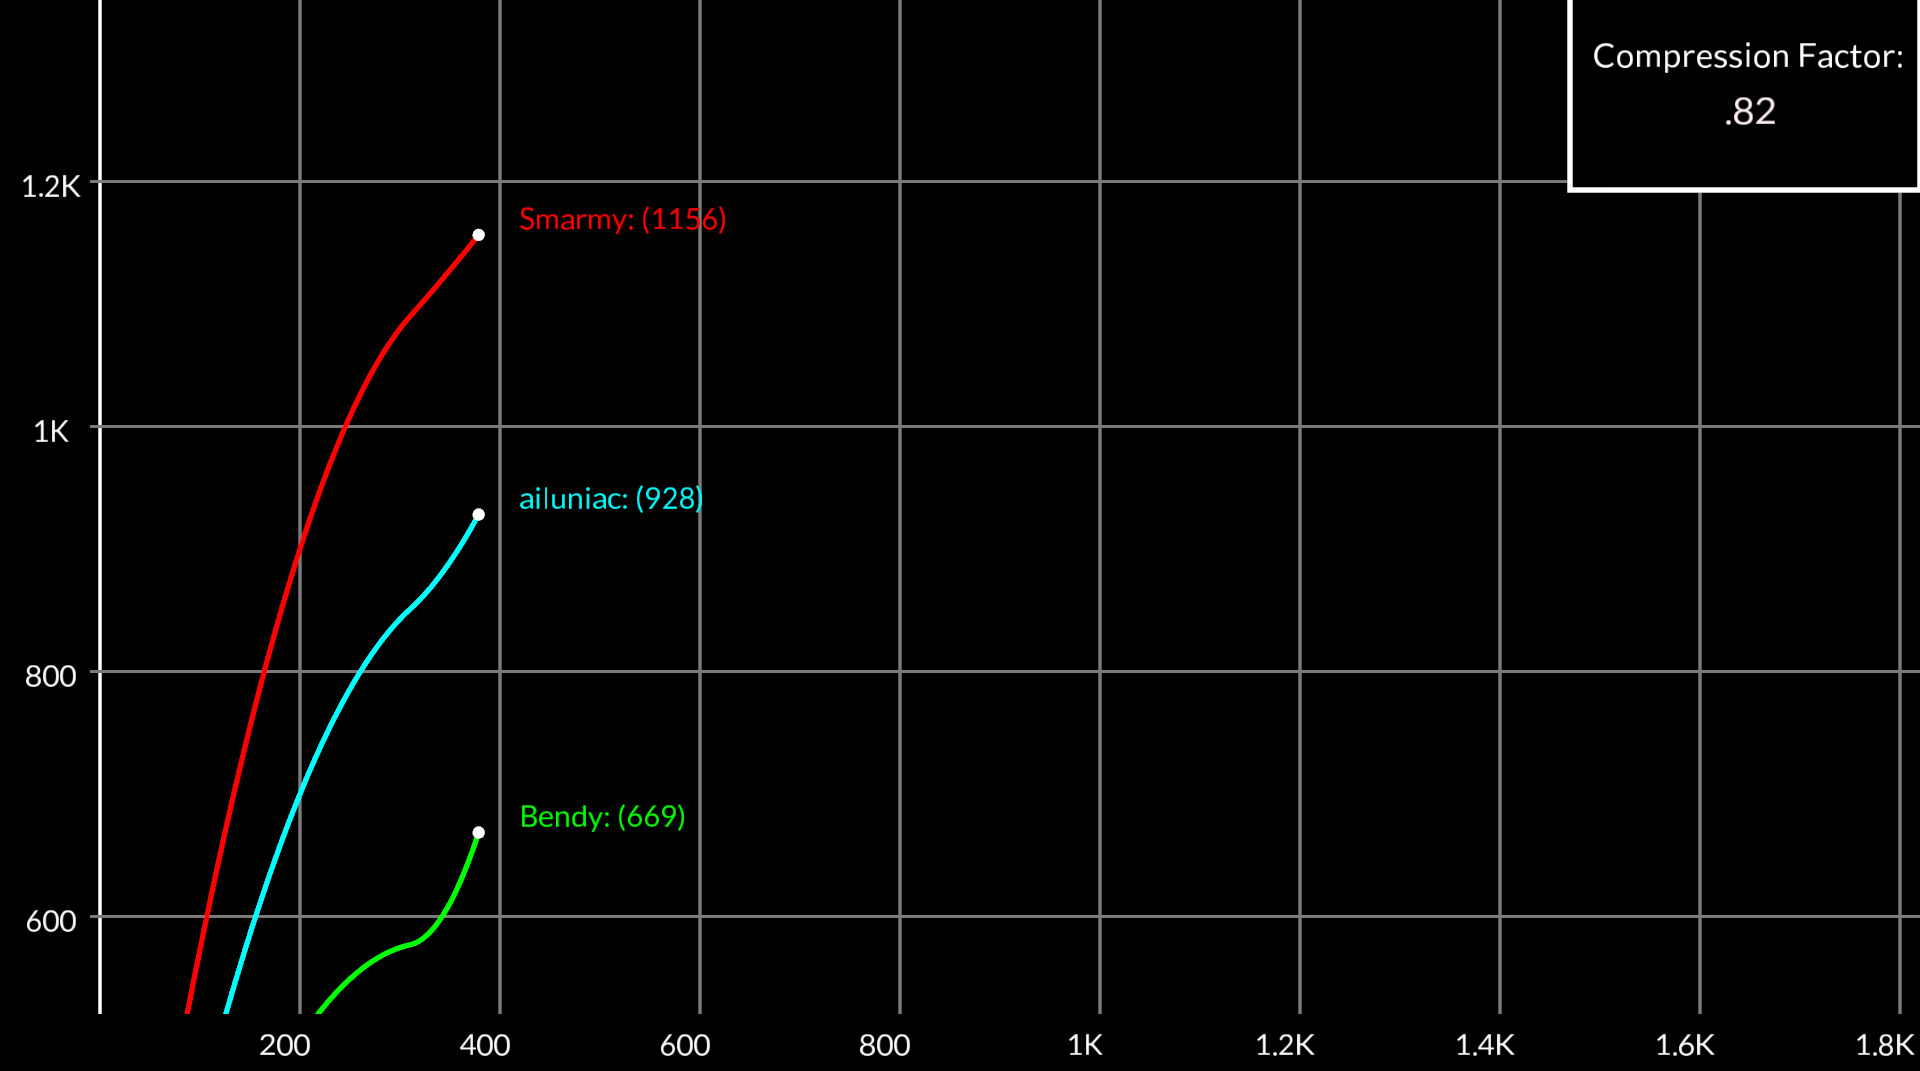 Compression Factor:
.82
1.2K
Smarmy: (1156)
1K
ailuniac: (928)
800
Bendy: (669)
600
200 400 600 800 1K 1.2K 1.4K 1.6K 1.8K